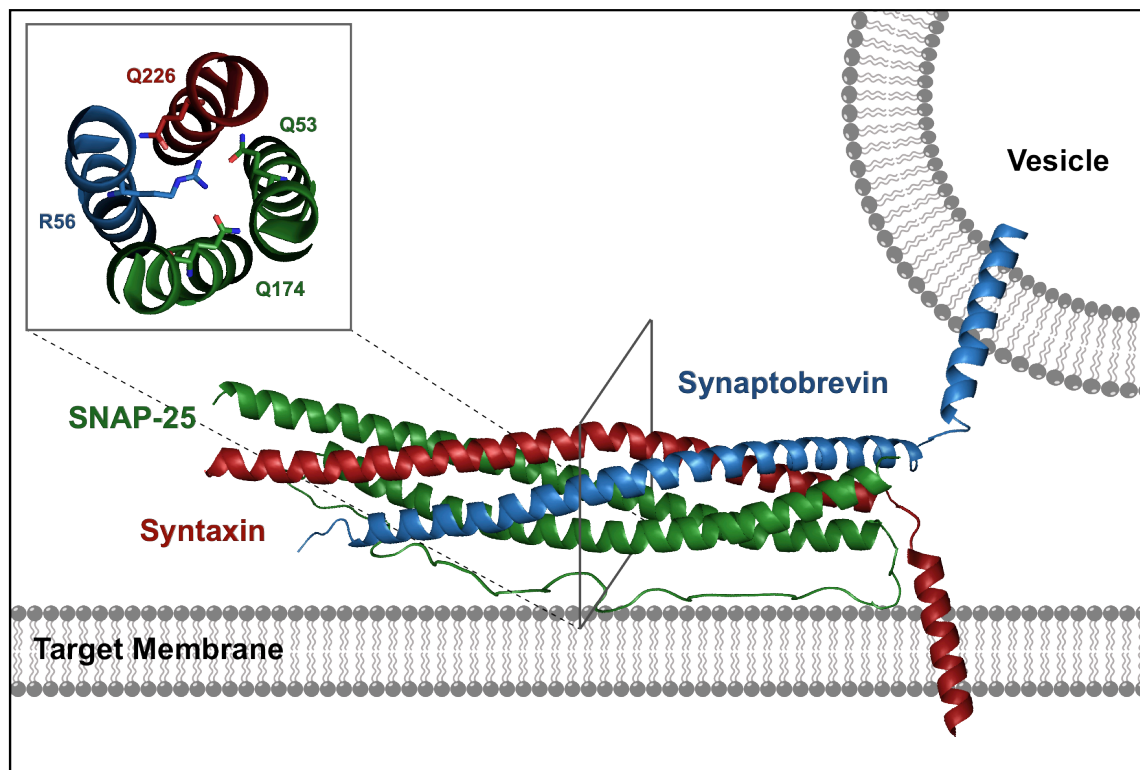 Q226
Q53
R56
Q174
Vesicle
Synaptobrevin
SNAP-25
Syntaxin
Target Membrane